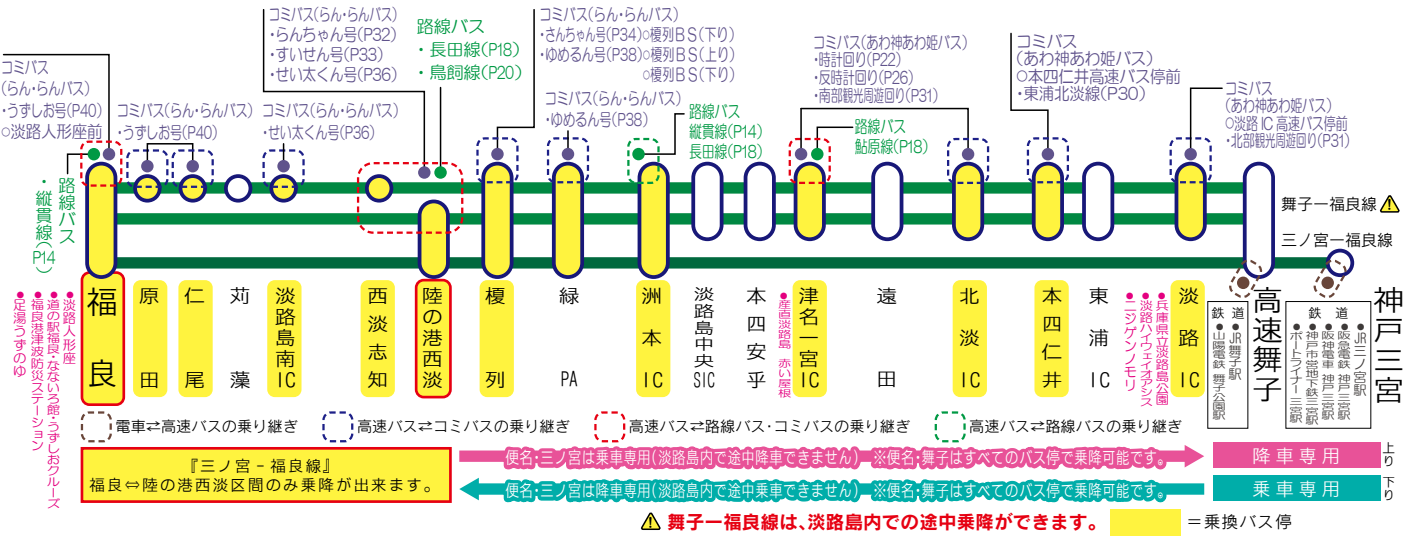 コミバス
(らん・らんバス)
・うずしお号(P40)
○淡路人形座前
コミバス(らん・らんバス)
・うずしお号(P40)
コミバス(らん・らんバス)
・らんちゃん号(P32)
・すいせん号(P33)
・せい太くん号(P36)
コミバス(らん・らんバス)
・せい太くん号(P36)
路線バス
・長田線(P18)
・鳥飼線(P20)
コミバス(らん・らんバス)
・さんちゃん号(P34)○榎列BS(下り)
・ゆめるん号(P38)○榎列BS(上り)
○榎列BS(下り)
コミバス(らん・らんバス)
・ゆめるん号(P38)
路線バス
縦貫線(P14)
長田線(P18)
コミバス(あわ神あわ姫バス)
・時計回り(P22)
・反時計回り(P26)
・南部観光周遊回り(P31)
路線バス
鮎原線(P18)
コミバス
(あわ神あわ姫バス)
○本四仁井高速バス停前
・東浦北淡線(P30)
コミバス
(あわ神あわ姫バス)
○淡路IC高速バス停前
・北部観光周遊回り(P31)
路線バス
・縦貫線(P14)
舞子ー福良線
三ノ宮ー福良線
福良
原田
仁尾
苅藻
淡路島南IC
西淡志知
陸の港西淡
榎列
緑PA
洲本IC
淡路島中央SIC
本四安乎
津名一宮IC
遠田
北淡IC
本四仁井
東浦IC
淡路IC
高速舞子
神戸三宮
●淡路人形座
●道の駅福良・なないろ館・うずしおクルーズ
●福良港津波防災ステーション
●足湯うずのゆ
●産直淡路島 赤い屋根
●兵庫県立淡路島公園
●淡路ハイウェイオアシス
●ニジゲンノモリ
鉄道
●JR舞子駅
●山陽電鉄 舞子公園駅
鉄道
●JR三ノ宮駅
●阪急電鉄 神戸三宮駅
●阪神電車 神戸三宮駅
●神戸市営地下鉄三宮駅
●ポートライナー 三宮駅
電車⇄高速バスの乗り継ぎ
高速バス⇄コミバスの乗り継ぎ
高速バス⇄路線バス・コミバスの乗り継ぎ
高速バス⇄路線バスの乗り継ぎ
『三ノ宮 - 福良線』
福良⇔陸の港西淡区間のみ乗降が出来ます。
便名・三ノ宮は乗車専用(淡路島内で途中降車できません) ※便名・舞子はすべてのバス停で乗降可能です。
降車専用
上り
便名・三ノ宮は降車専用(淡路島内で途中乗車できません) ※便名・舞子はすべてのバス停で乗降可能です。
乗車専用
下り
舞子ー福良線は、淡路島内での途中乗降ができます。
=乗換バス停